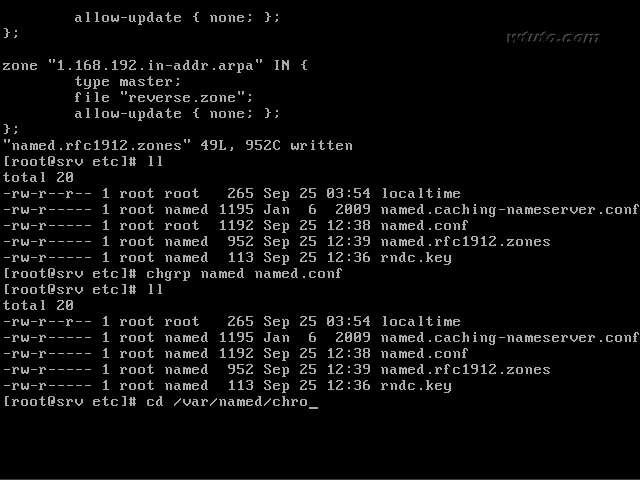 allow-update { none; };
};
wtuto.com
zone "1.168.192.in-addr.arpa" IN {
        type master;
        file "reverse.zone";
        allow-update { none; };
};
"named.rfc1912.zones" 49L, 952C written
[root@srv etc]# ll
total 20
-rw-r--r-- 1 root root   265 Sep 25 03:54 localtime
-rw-r----- 1 root named 1195 Jan  6  2009 named.caching-nameserver.conf
-rw-r----- 1 root root  1192 Sep 25 12:38 named.conf
-rw-r----- 1 root named  952 Sep 25 12:39 named.rfc1912.zones
-rw-r----- 1 root named  113 Sep 25 12:36 rndc.key
[root@srv etc]# chgrp named named.conf
[root@srv etc]# ll
total 20
-rw-r--r-- 1 root root   265 Sep 25 03:54 localtime
-rw-r----- 1 root named 1195 Jan  6  2009 named.caching-nameserver.conf
-rw-r----- 1 root named 1192 Sep 25 12:38 named.conf
-rw-r----- 1 root named  952 Sep 25 12:39 named.rfc1912.zones
-rw-r----- 1 root named  113 Sep 25 12:36 rndc.key
[root@srv etc]# cd /var/named/chro_